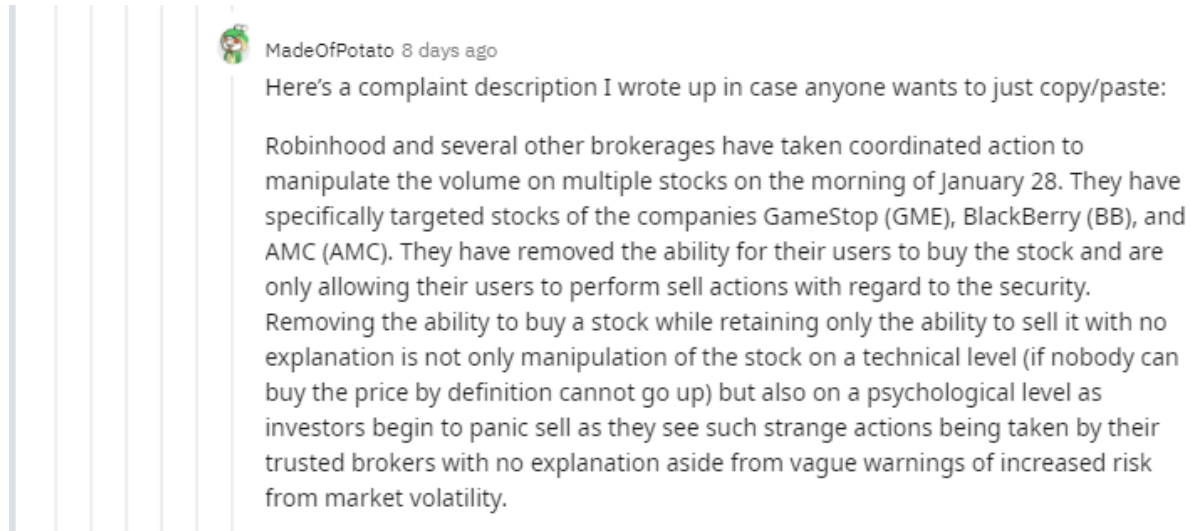 MadeOfPotato 8 days ago
Here’s a complaint description I wrote up in case anyone wants to just copy/paste:
Robinhood and several other brokerages have taken coordinated action to
manipulate the volume on multiple stocks on the morning of January 28. They have
specifically targeted stocks of the companies GameStop (GME), BlackBerry (BB), and
AMC (AMC). They have removed the ability for their users to buy the stock and are
only allowing their users to perform sell actions with regard to the security.
Removing the ability to buy a stock while retaining only the ability to sell it with no
explanation is not only manipulation of the stock on a technical level (if nobody can
buy the price by definition cannot go up) but also on a psychological level as
investors begin to panic sell as they see such strange actions being taken by their
trusted brokers with no explanation aside from vague warnings of increased risk
from market volatility.